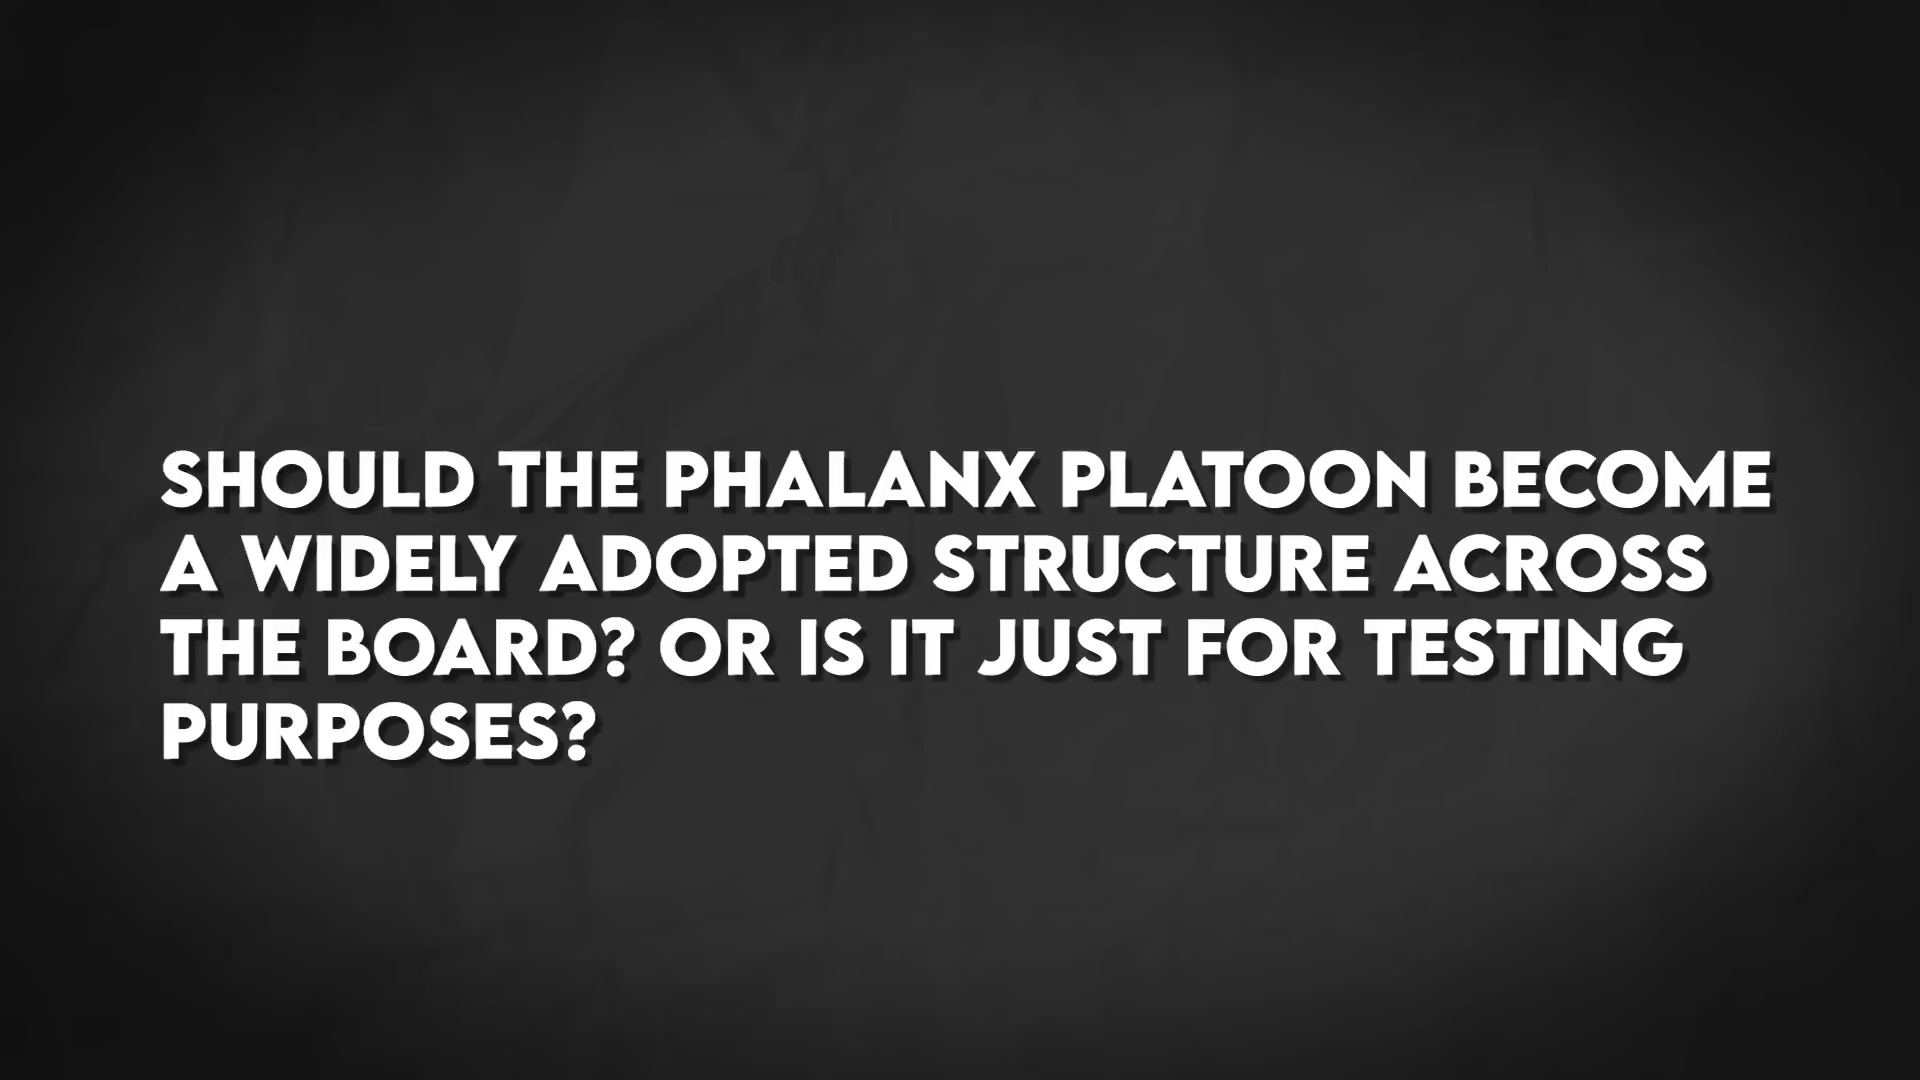 SHOULD THE PHALANX PLATOON BECOME
A WIDELY ADOPTED STRUCTURE ACROSS
THE BOARD? OR IS IT JUST FOR TESTING
PURPOSES?